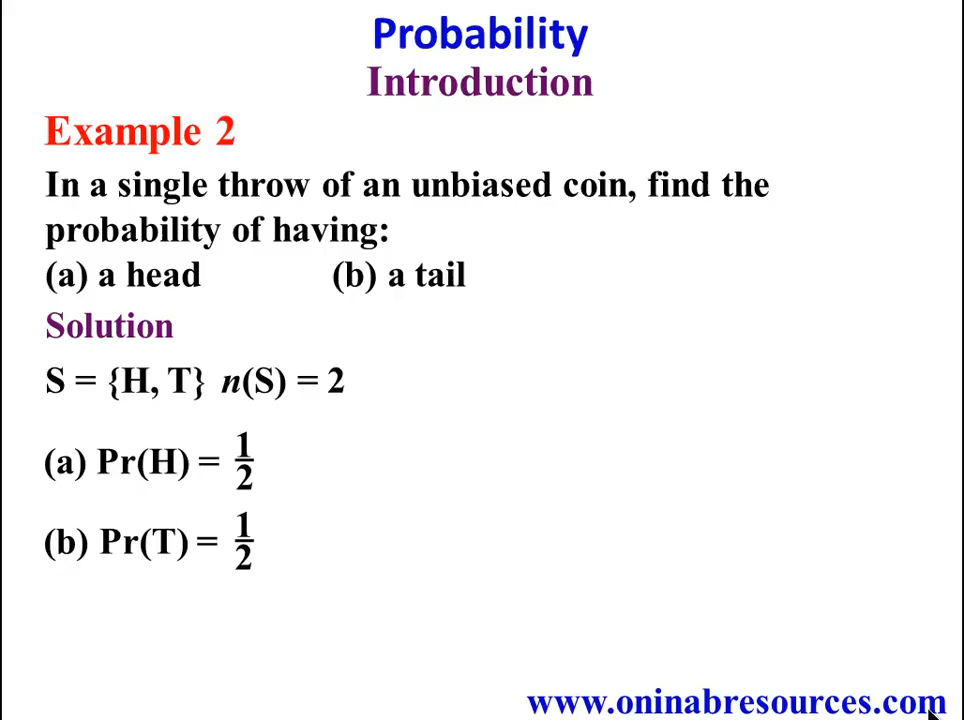 Probability
Introduction
Example 2
In a single throw of an unbiased coin, find the
probability of having:
(a) a head (b) a tail
Solution
S = {H, T} n(S) = 2
(a) Pr(H) = 1/2
(b) Pr(T) = 1/2
www.oninabresources.com